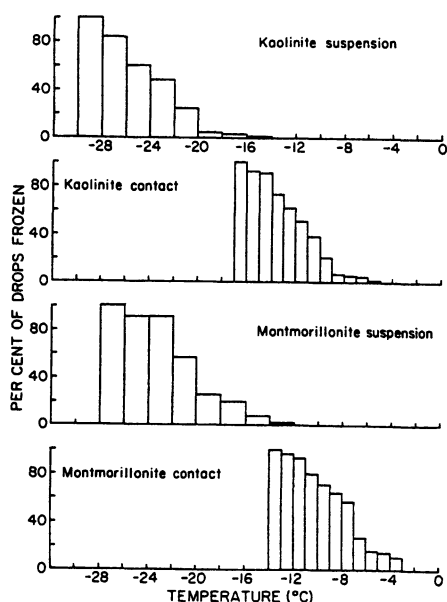 80
40
0
Kaolinite suspension
-28 -24 -20 -16 -12 -8 -4 0
80
40
0
Kaolinite contact
80
40
0
Montmorillonite suspension
80
40
0
Montmorillonite contact
-28 -24 -20 -16 -12 -8 -4 0
TEMPERATURE (°C)
PER CENT OF DROPS FROZEN